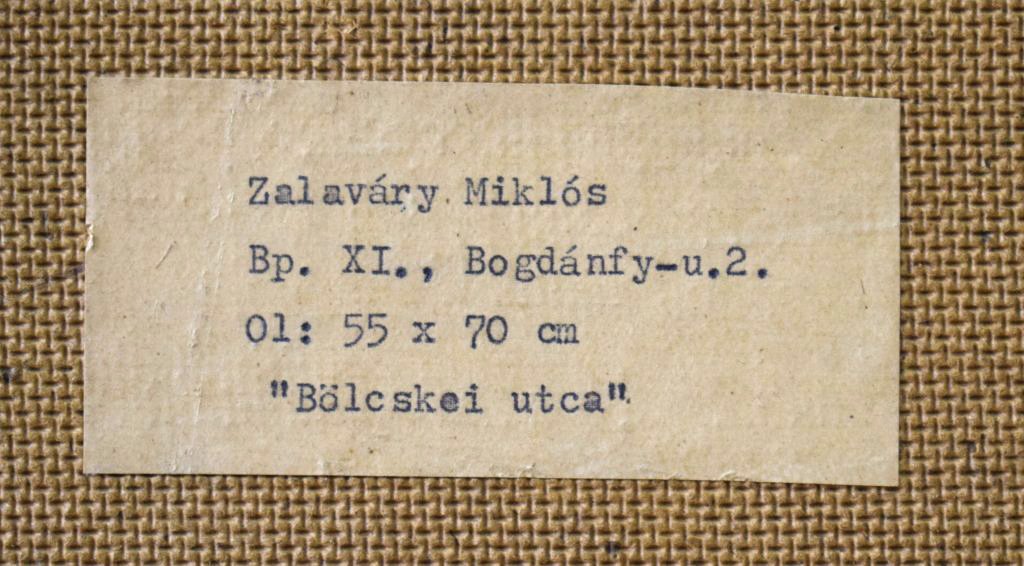 Zalaváry Miklós
Bp. XI., Bogdánfy-u.2.
Ol: 55 x 70 cm
"Bölcskei utca"